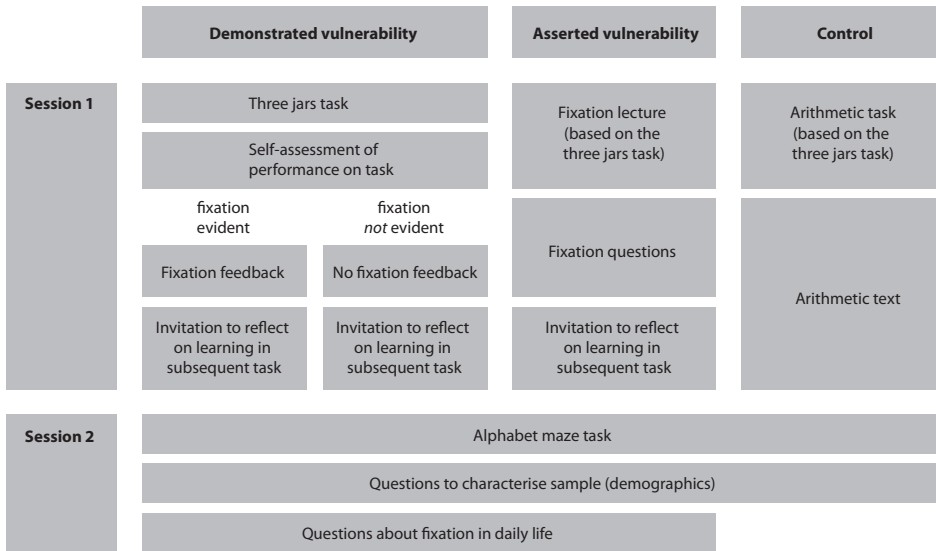 Demonstrated vulnerability
Asserted vulnerability
Control
Session 1
Three jars task
Self-assessment of
performance on task
fixation
evident
fixation
not evident
Fixation feedback
No fixation feedback
Invitation to reflect
on learning in
subsequent task
Invitation to reflect
on learning in
subsequent task
Fixation lecture
(based on the
three jars task)
Fixation questions
Invitation to reflect
on learning in
subsequent task
Arithmetic task
(based on the
three jars task)
Arithmetic text
Session 2
Alphabet maze task
Questions to characterise sample (demographics)
Questions about fixation in daily life